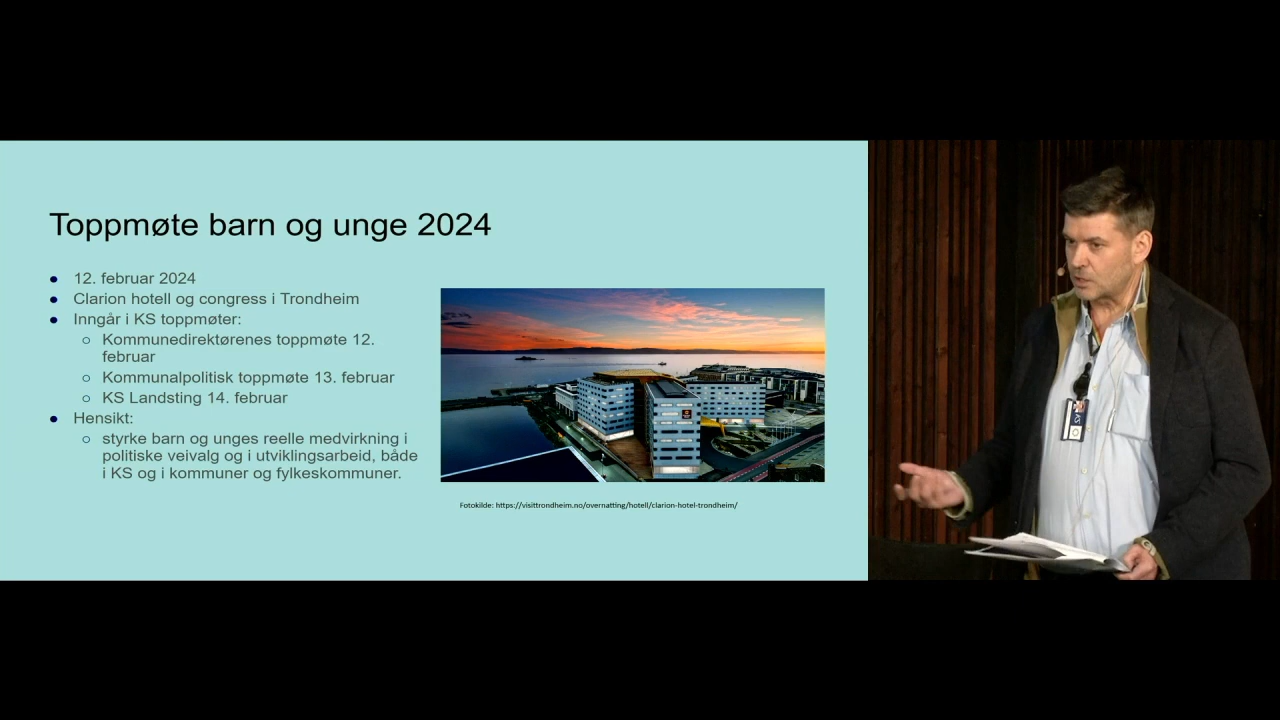 Toppmøte barn og unge 2024
12. februar 2024
Clarion hotell og congress i Trondheim
Inngår i KS toppmøter:
Kommunedirektørenes toppmøte 12.
februar
Kommunalpolitisk toppmøte 13. februar
KS Landsting 14. februar
Hensikt:
styrke barn og unges reelle medvirkning i
politiske veivalg og i utviklingsarbeid, både
i KS og i kommuner og fylkeskommuner.
Fotokilde: https://visittrondheim.no/overnatting/hotell/clarion-hotel-trondheim/